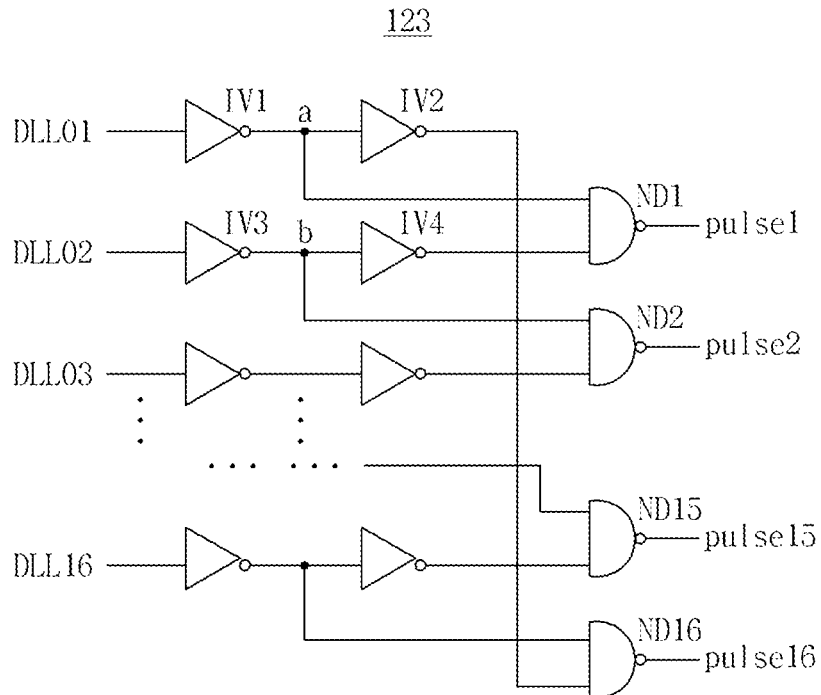 123
IV1 a IV2
DLL01
ND1
pulse1
IV3 b IV4
DLL02
ND2
pulse2
DLL03
ND15
pulse15
DLL16
ND16
pulse16